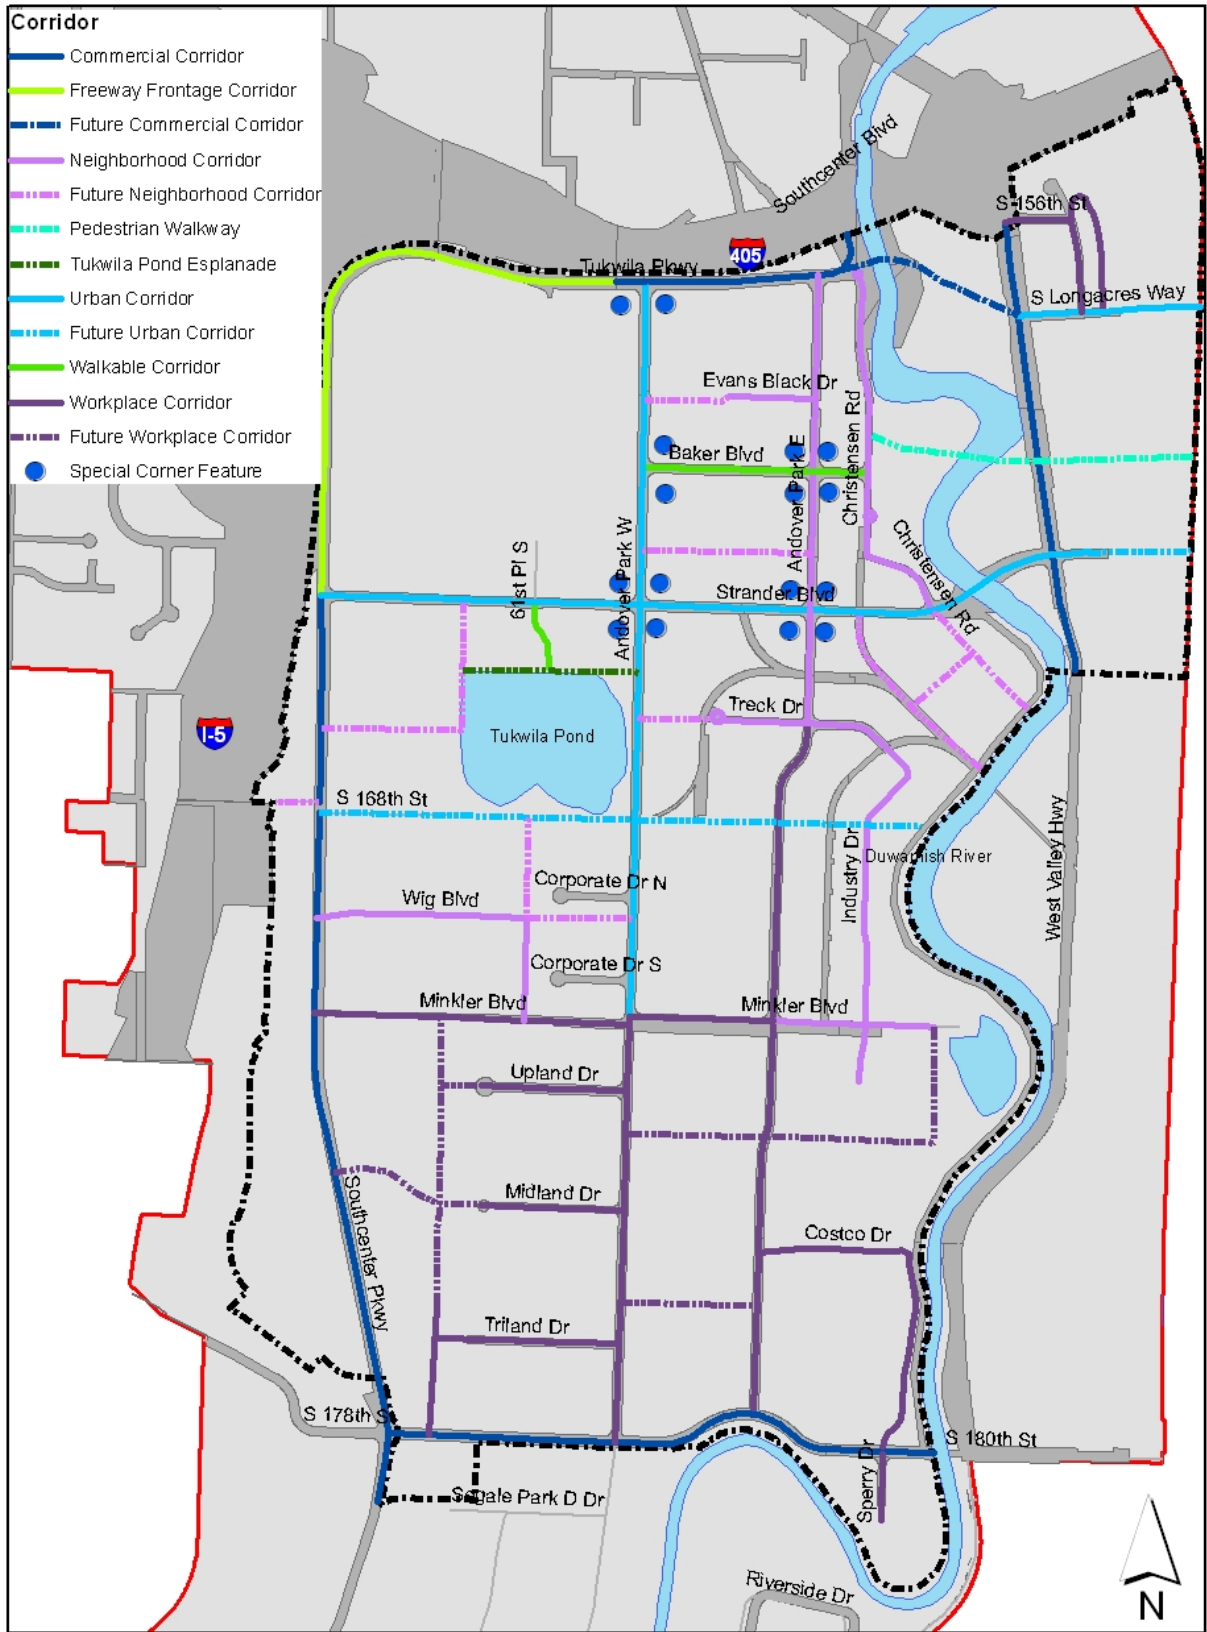 Corridor
Commercial Corridor
Freeway Frontage Corridor
Future Commercial Corridor
Neighborhood Corridor
Future Neighborhood Corridor
Pedestrian Walkway
Tukwila Pond Esplanade
Urban Corridor
Future Urban Corridor
Walkable Corridor
Workplace Corridor
Future Workplace Corridor
Special Corner Feature
Southcenter Blvd
S 156th St
405
Tukwila Pkwy
S Longacres Way
Evans Black Dr
Christensen Rd
Baker Blvd
Andover Park E
Christensen Rd
61st Pl S
Andover Park W
Strander Blvd
I-5
Treck Dr
Tukwila Pond
S 168th St
Duwamish River
West Valley Hwy
Industry Dr
Corporate Dr N
Wig Blvd
Corporate Dr S
Minkler Blvd
Minkler Blvd
Upland Dr
Midland Dr
Southcenter Pkwy
Costco Dr
Triland Dr
S 178th S
S 180th St
Sperry Dr
Segale Park D Dr
Riverside Dr
N